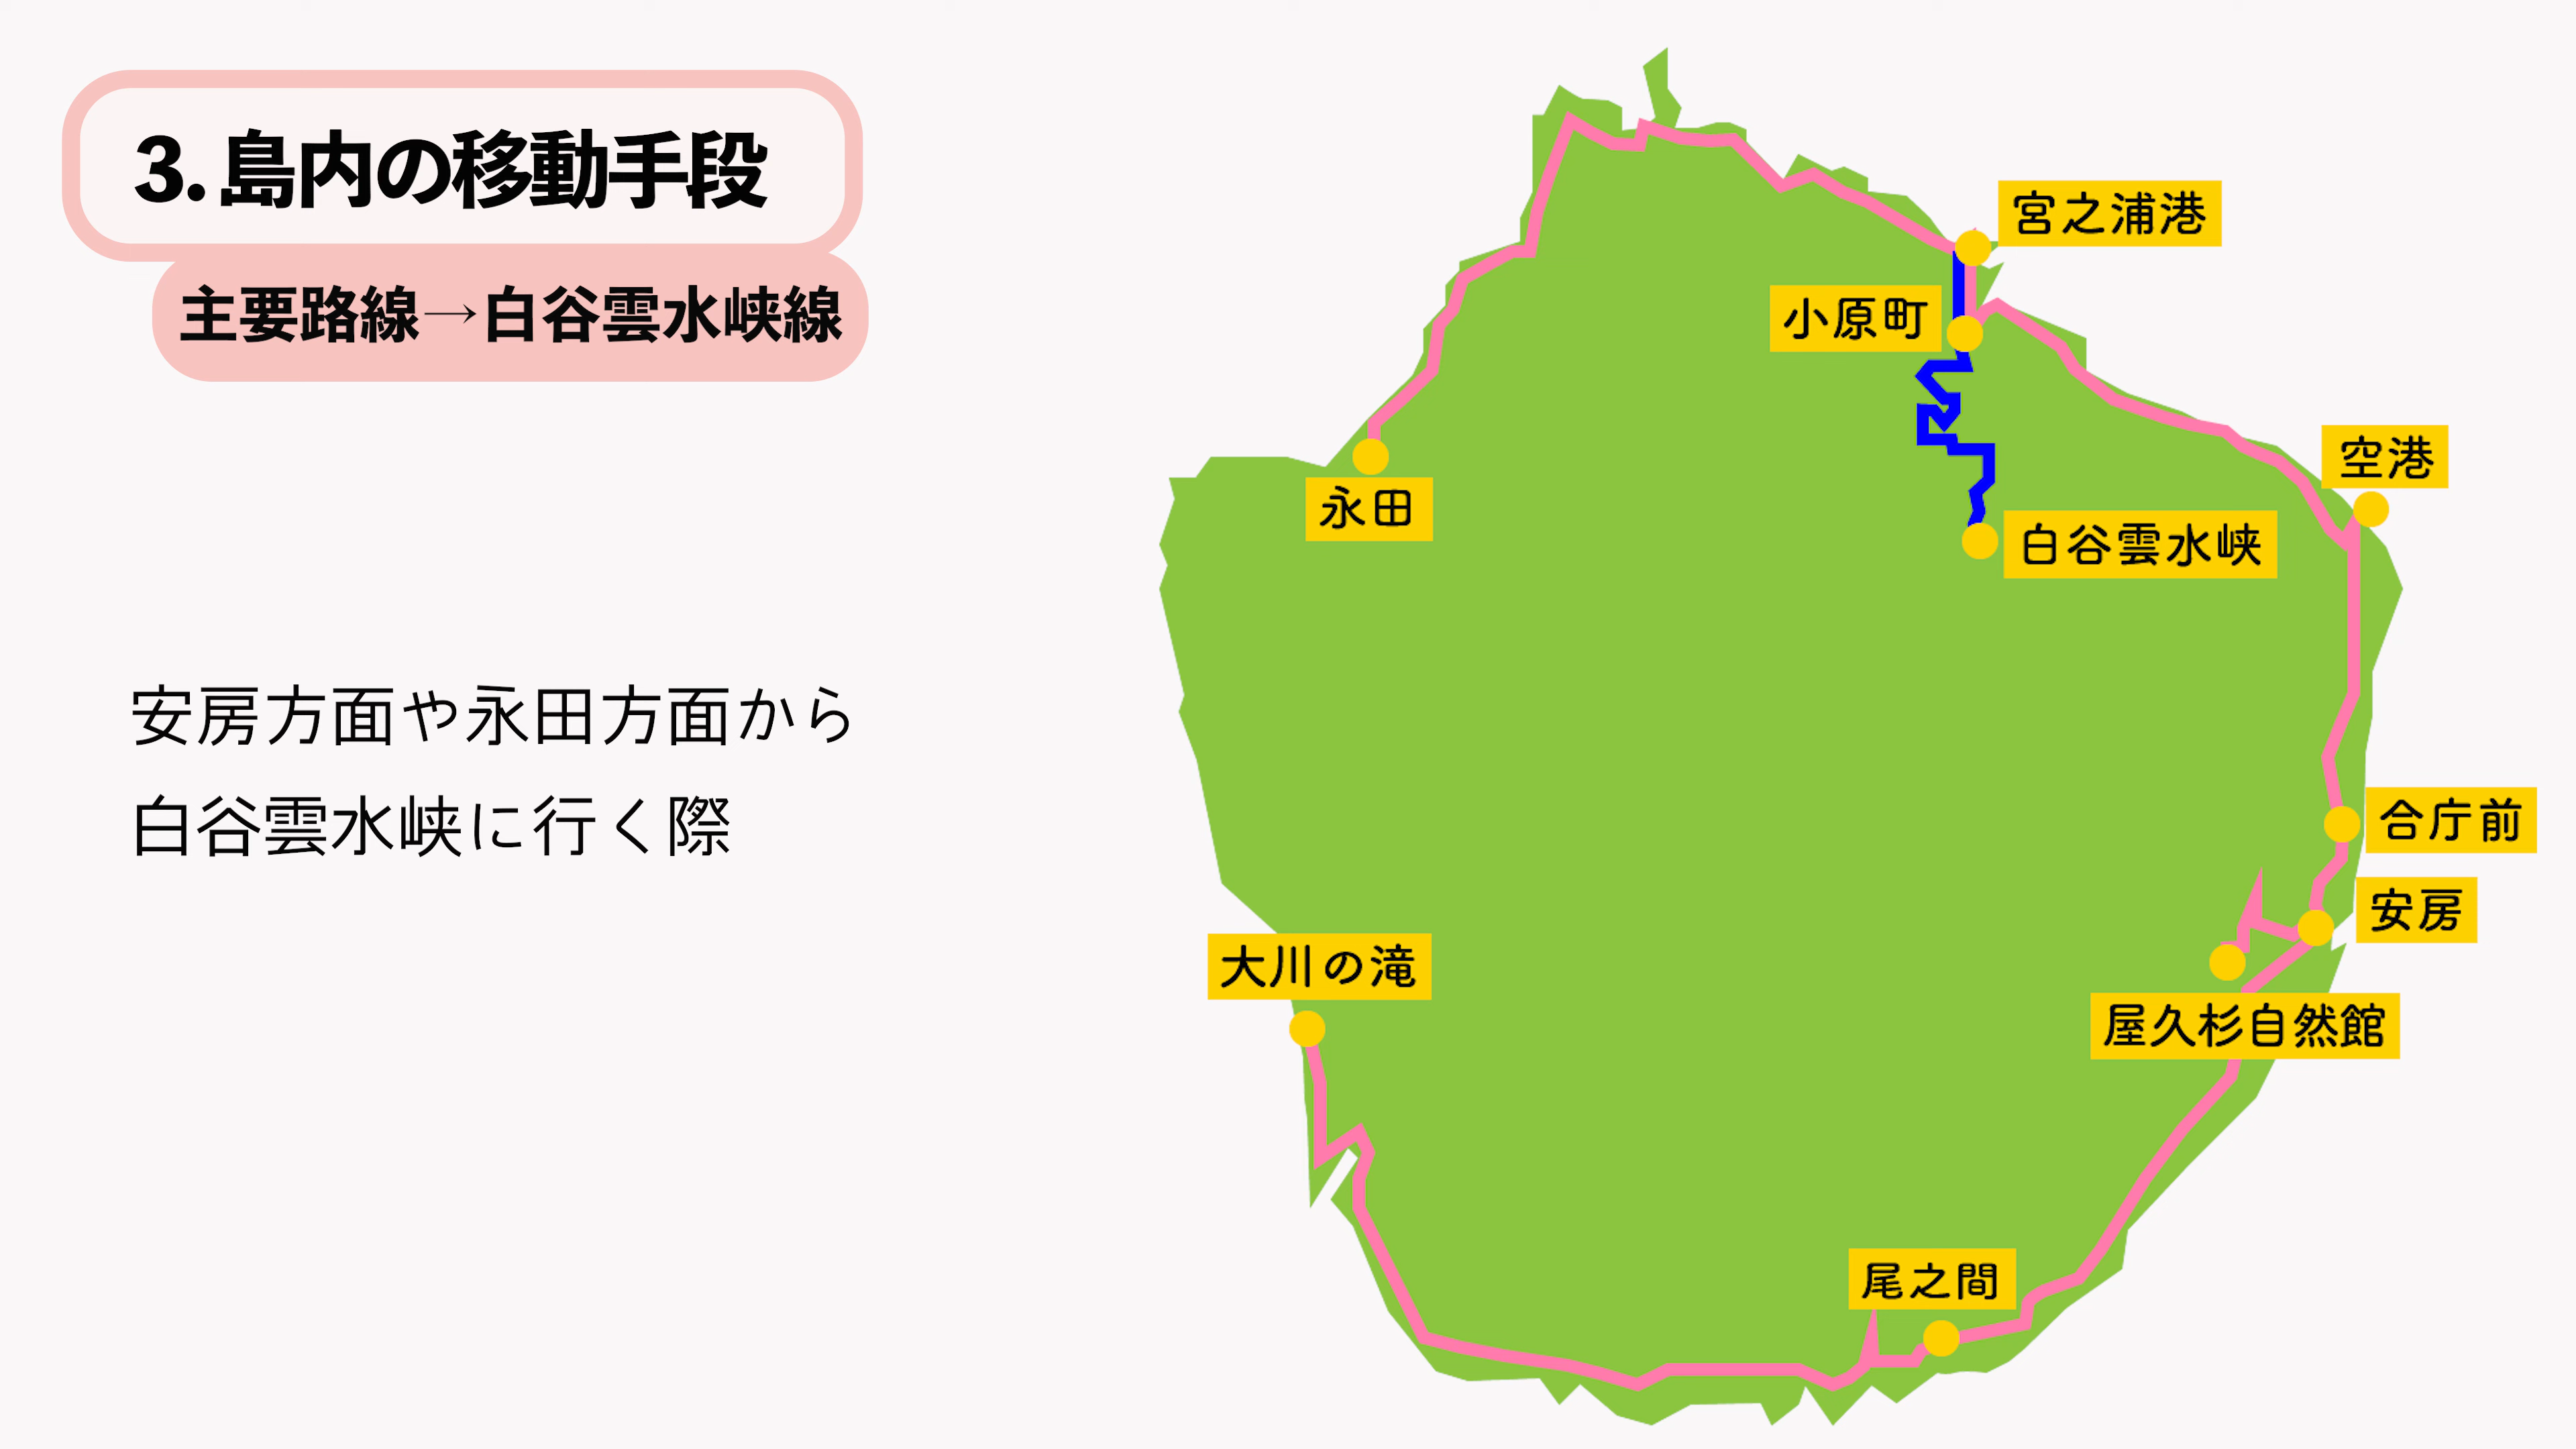 3.島内の移動手段
主要路線→白谷雲水峡線
安房方面や永田方面から
白谷雲水峡に行く際
宮之浦港
小原町
空港
永田
白谷雲水峡
合庁前
安房
大川の滝
屋久杉自然館
尾之間